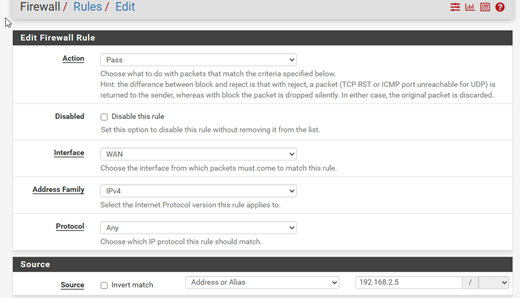 Firewall / Rules / Edit
Edit Firewall Rule
Action
Pass
Choose what to do with packets that match the criteria specified below.
Hint: the difference between block and reject is that with reject, a packet (TCP RST or ICMP port unreachable for UDP) is
returned to the sender, whereas with block the packet is dropped silently. In either case, the original packet is discarded.
Disabled
Disable this rule
Set this option to disable this rule without removing it from the list.
Interface
WAN
Choose the interface from which packets must come to match this rule.
Address Family
IPv4
Select the Internet Protocol version this rule applies to.
Protocol
Any
Choose which IP protocol this rule should match.
Source
Source
Invert match
Address or Alias
192.168.2.5
/